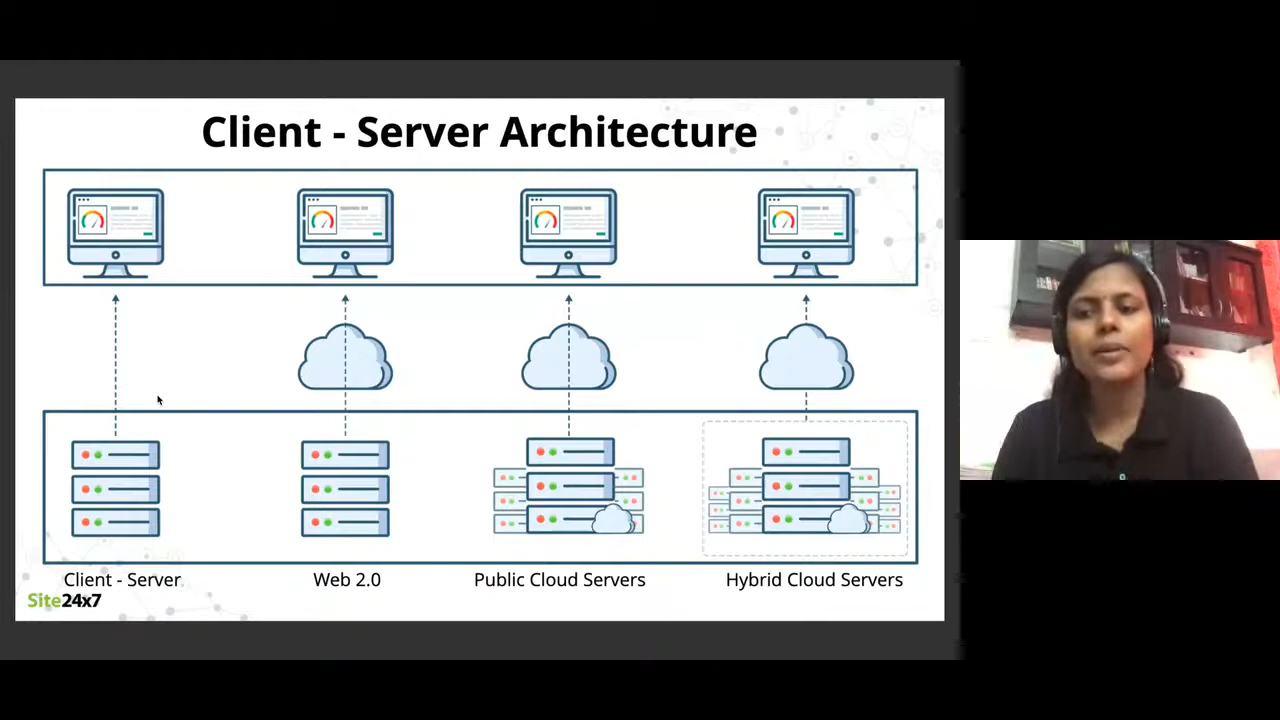 Client - Server Architecture
Client - Server
Web 2.0
Public Cloud Servers
Hybrid Cloud Servers
Site24x7